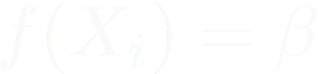 f(X_i) = β